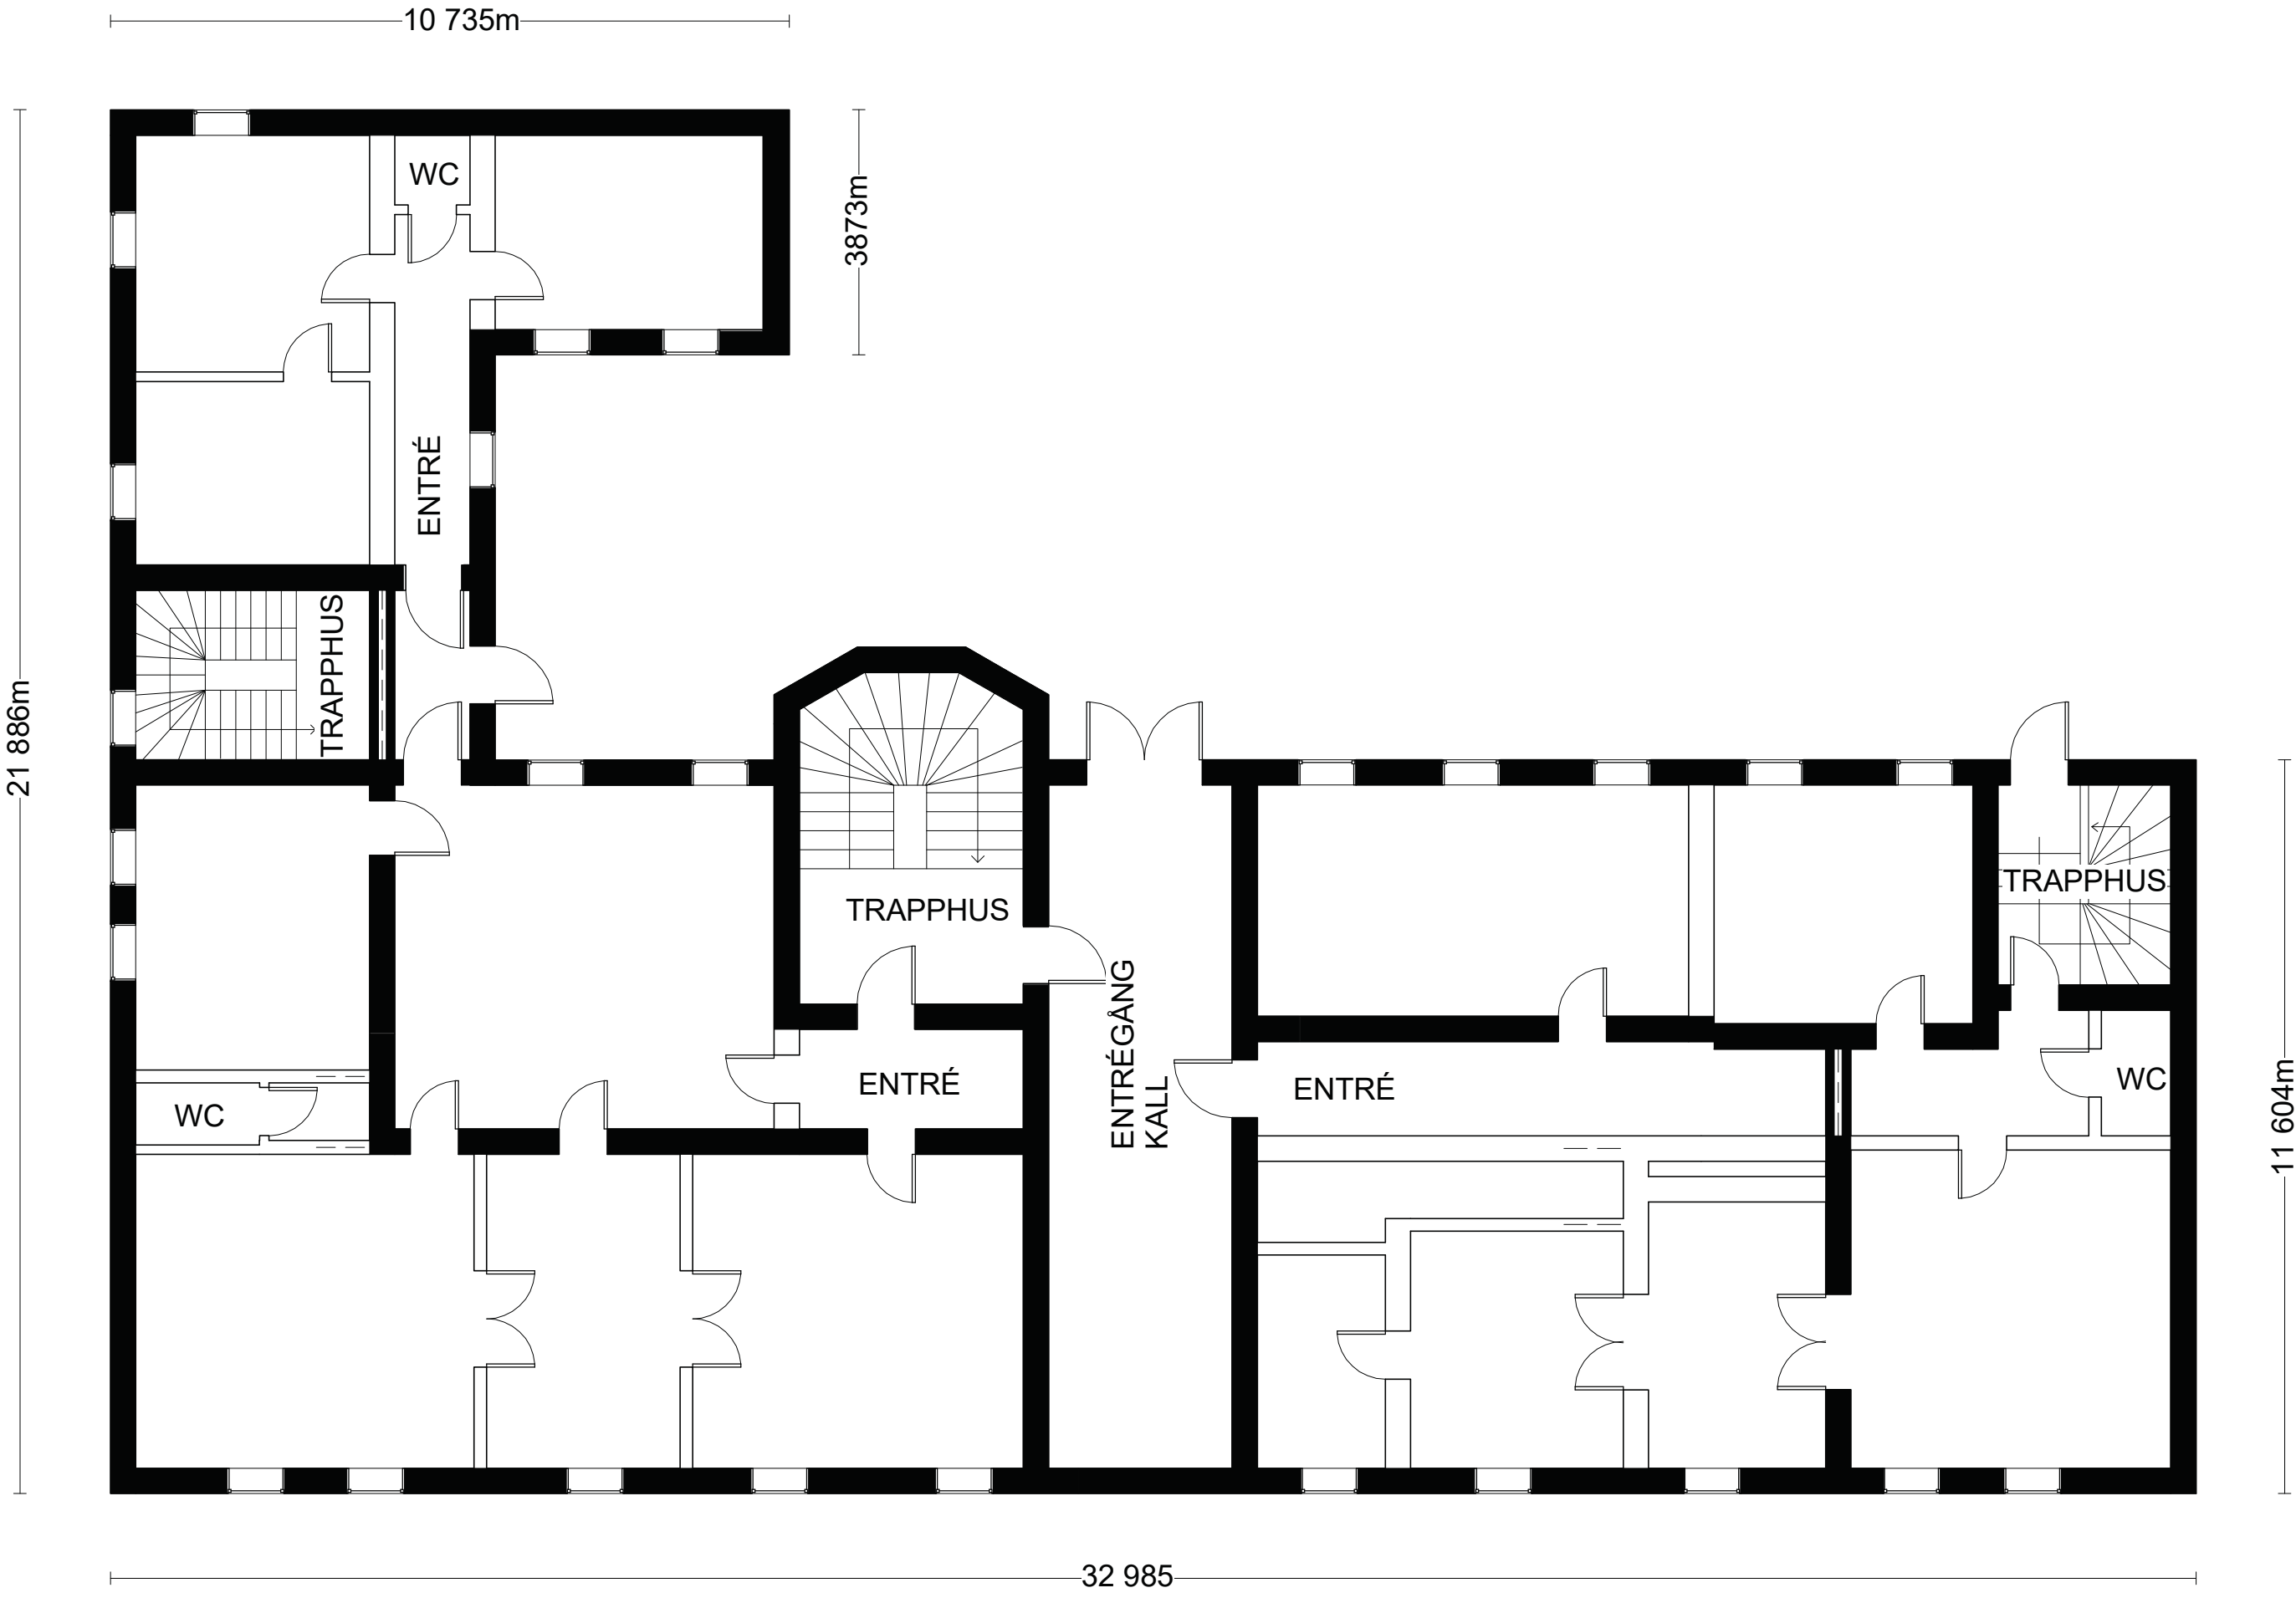 10 735m
WC
3873m
ENTRÉ
TRAPPHUS
21 886m
TRAPPHUS
TRAPPHUS
ENTRÉGÅNG
KALL
ENTRÉ
ENTRÉ
WC
WC
11 604m
32 985